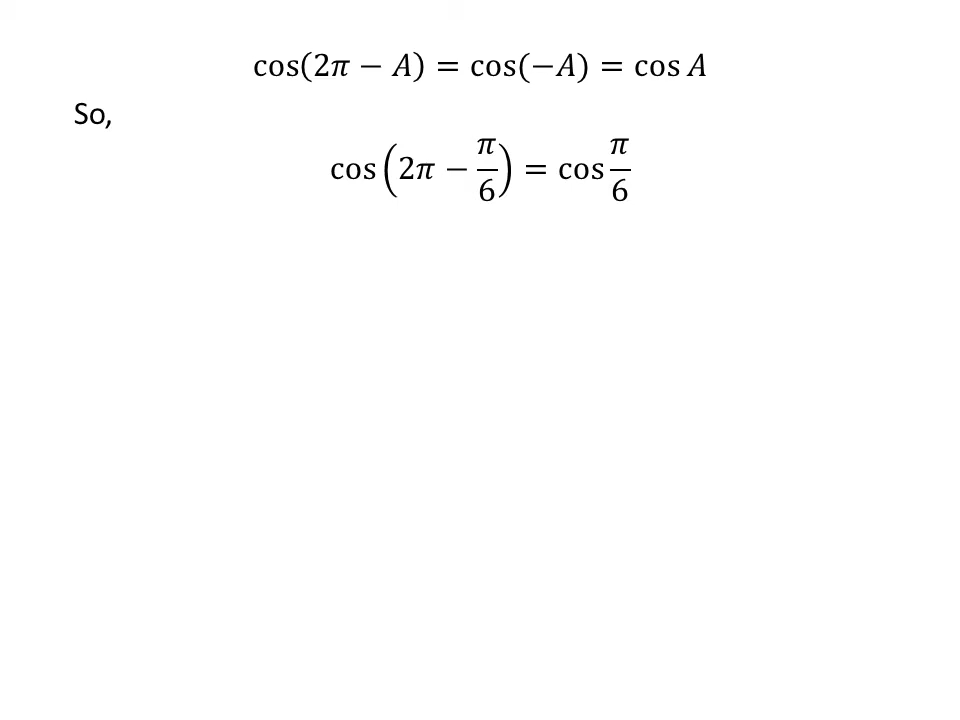 cos(2𝜋 − 𝐴) = cos(−𝐴) = cos 𝐴
So,
cos(2𝜋 − 𝜋/6) = cos 𝜋/6